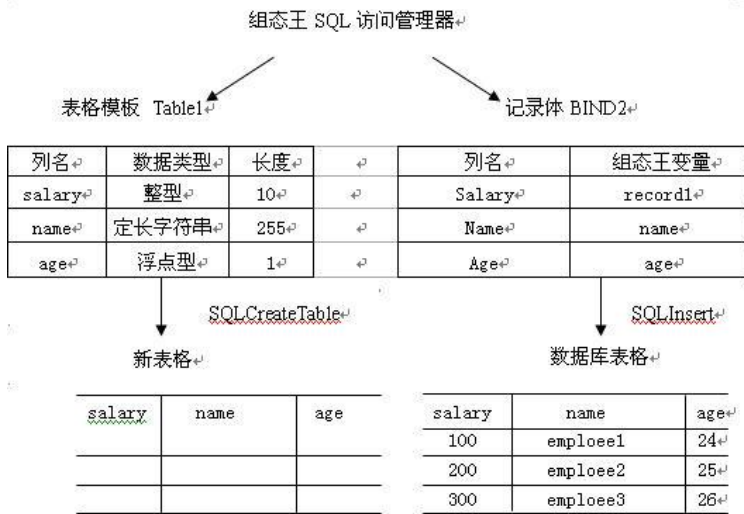 组态王 SQL 访问管理器
表格模板 Table1 记录体 BIND2
列名 数据类型 长度 列名 组态王变量
salary 整型 10 Salary record1
name 定长字符串 255 Name name
age 浮点型 1 Age age
SQLCreateTable SQLInsert
新表格 数据库表格
salary name age salary name age
100 emploee1 24
200 emploee2 25
300 emploee3 26